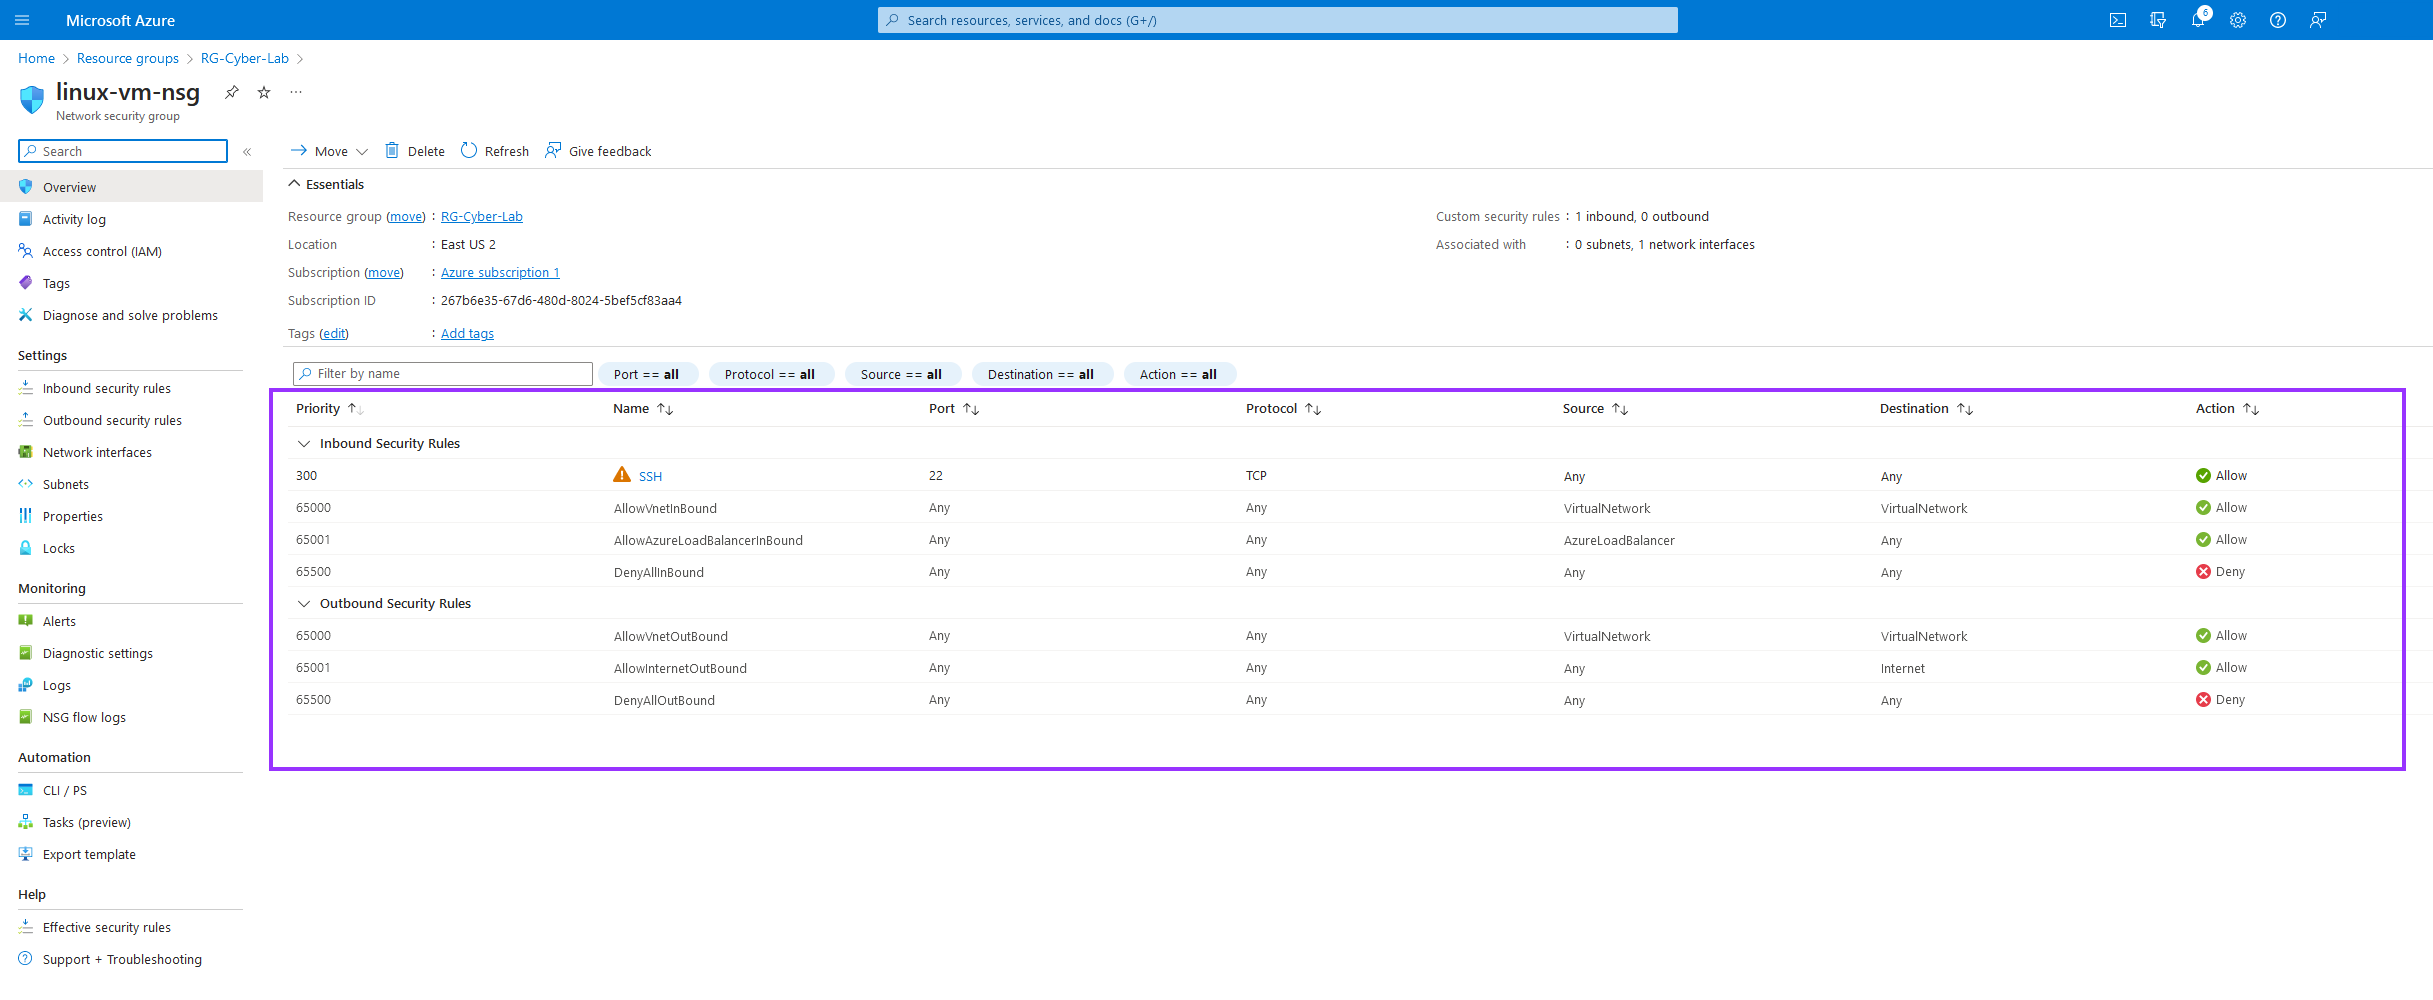 Microsoft Azure
Search resources, services, and docs (G+/)
6
Home > Resource groups > RG-Cyber-Lab >
linux-vm-nsg
Network security group
Search
Overview
Activity log
Access control (IAM)
Tags
Diagnose and solve problems
Settings
Inbound security rules
Outbound security rules
Network interfaces
Subnets
Properties
Locks
Monitoring
Alerts
Diagnostic settings
Logs
NSG flow logs
Automation
CLI / PS
Tasks (preview)
Export template
Help
Effective security rules
Support + Troubleshooting
Move Delete Refresh Give feedback
Essentials
Resource group (move) : RG-Cyber-Lab
Location : East US 2
Subscription (move) : Azure subscription 1
Subscription ID : 267b6e35-67d6-480d-8024-5bef5cf83aa4
Tags (edit) : Add tags
Custom security rules : 1 inbound, 0 outbound
Associated with : 0 subnets, 1 network interfaces
Filter by name Port == all Protocol == all Source == all Destination == all Action == all
Priority Name Port Protocol Source Destination Action
Inbound Security Rules
300 SSH 22 TCP Any Any Allow
65000 AllowVnetInBound Any Any VirtualNetwork VirtualNetwork Allow
65001 AllowAzureLoadBalancerInBound Any Any AzureLoadBalancer Any Allow
65500 DenyAllInBound Any Any Any Any Deny
Outbound Security Rules
65000 AllowVnetOutBound Any Any VirtualNetwork VirtualNetwork Allow
65001 AllowInternetOutBound Any Any Any Internet Allow
65500 DenyAllOutBound Any Any Any Any Deny